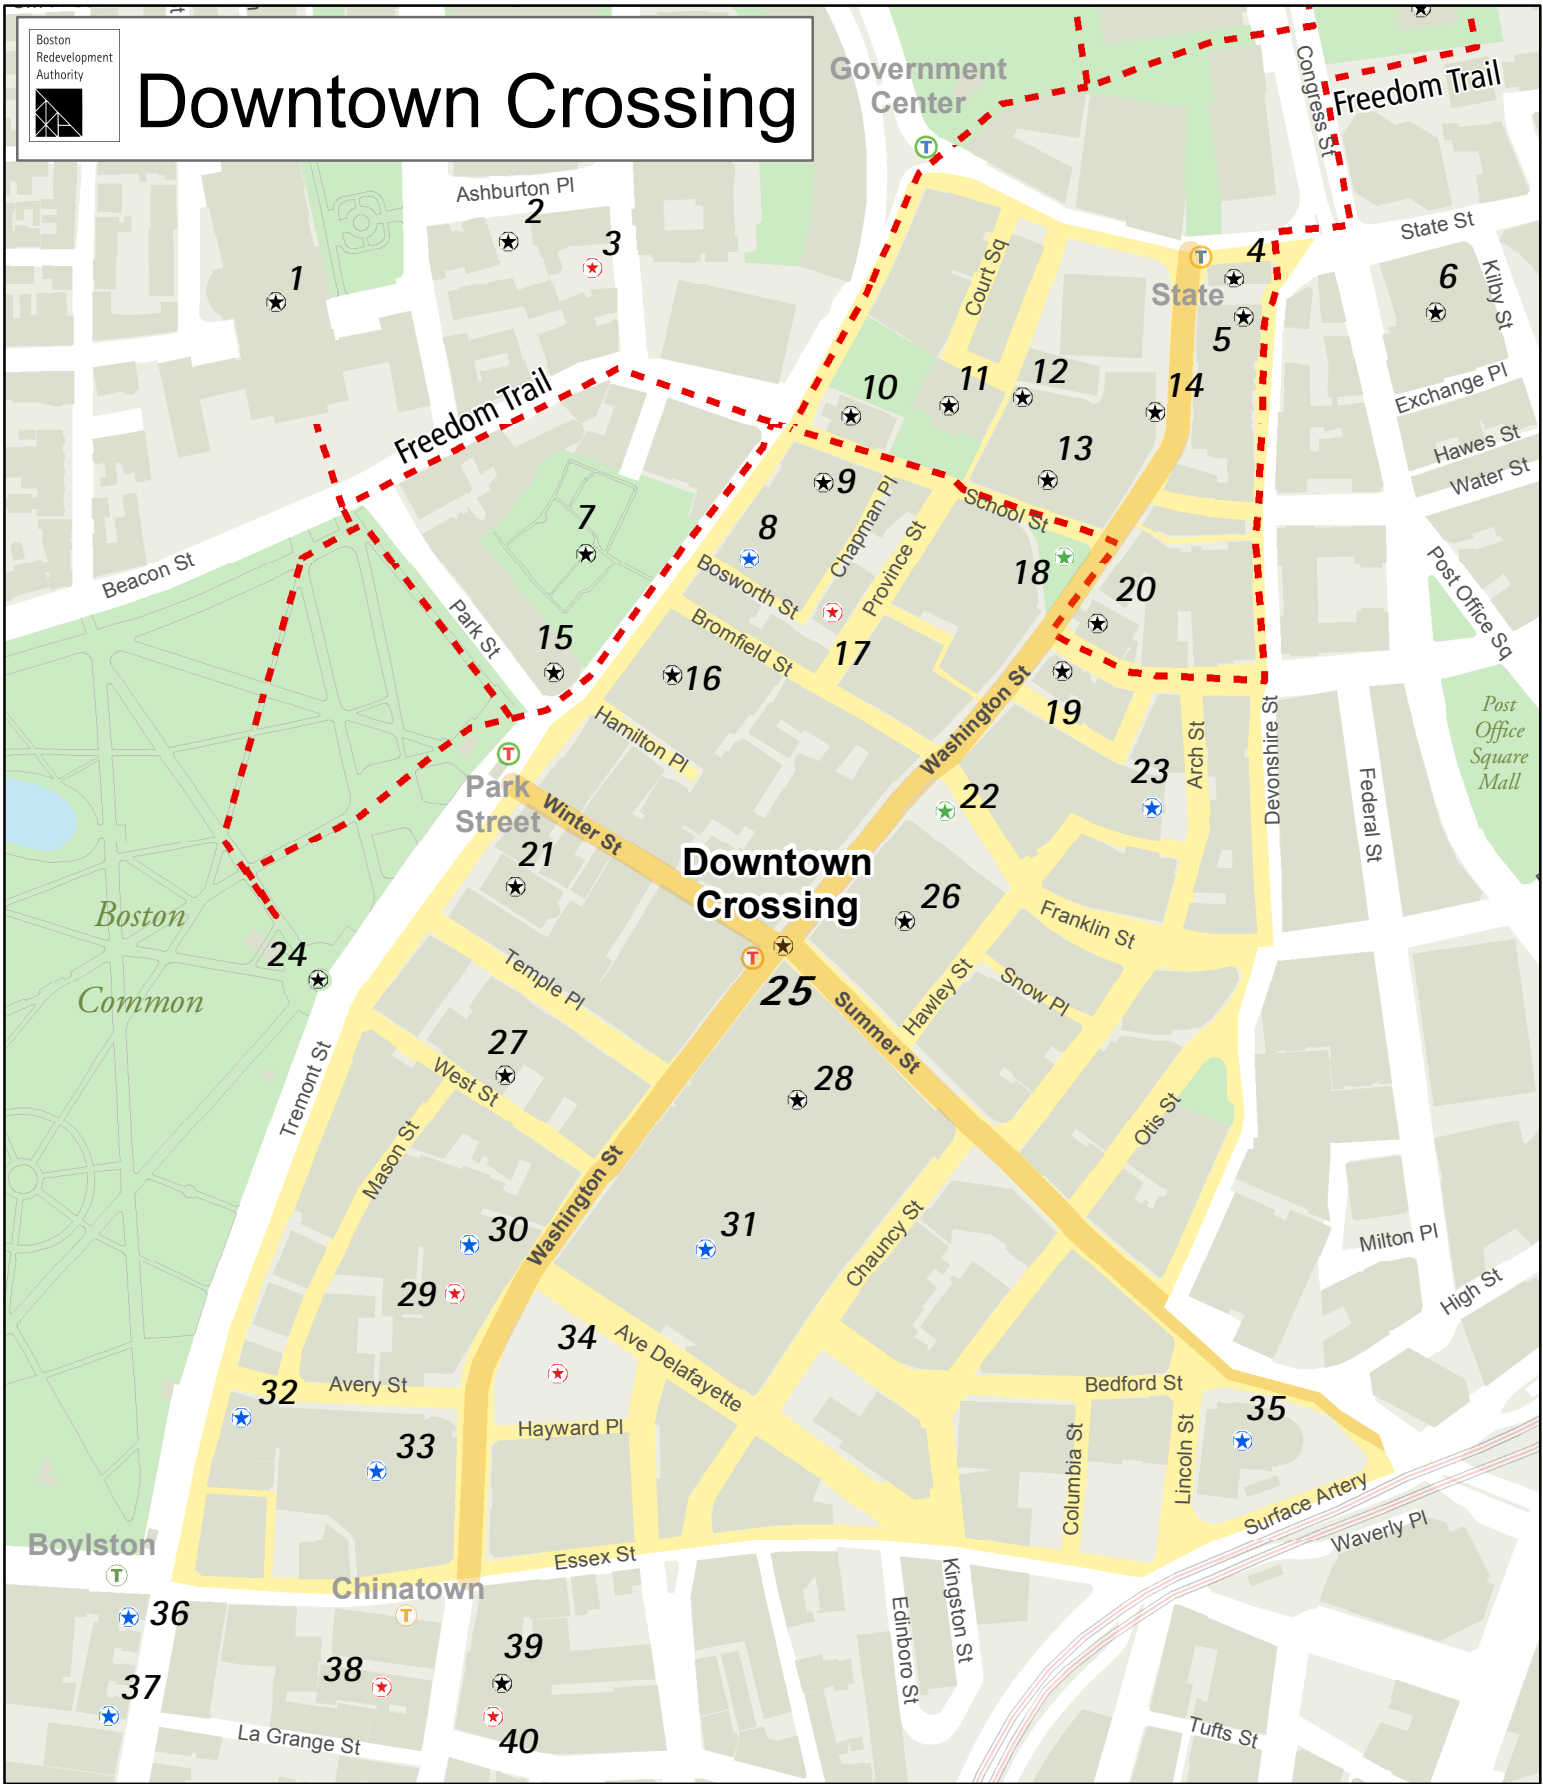 Boston
Redevelopment
Authority
Downtown Crossing
Government
Center
Congress St
Freedom Trail
Ashburton Pl
2
3
1
Court Sq
State
4
5
State St
6
Kilby St
Exchange Pl
Hawes St
Water St
Freedom Trail
10
11
12
14
13
9
School St
7
8
Chapman Pl
Province St
Bosworth St
18
20
Beacon St
Park St
15
Bromfield St
17
16
Washington St
19
Post Office Sq
Post
Office
Square
Mall
Hamilton Pl
Arch St
Devonshire St
23
22
Federal St
Park
Street
Winter St
21
Downtown
Crossing
26
Franklin St
Boston
Common
24
Temple Pl
25
Hawley St
Snow Pl
Summer St
27
28
West St
Tremont St
Mason St
Otis St
Washington St
30
31
Chauncy St
29
Milton Pl
High St
34
Ave Delafayette
32
Avery St
Bedford St
35
Hayward Pl
33
Columbia St
Lincoln St
Surface Artery
Waverly Pl
Boylston
Essex St
Chinatown
36
Edinboro St
Kingston St
39
38
37
40
La Grange St
Tufts St
T
T
T
T
T
T